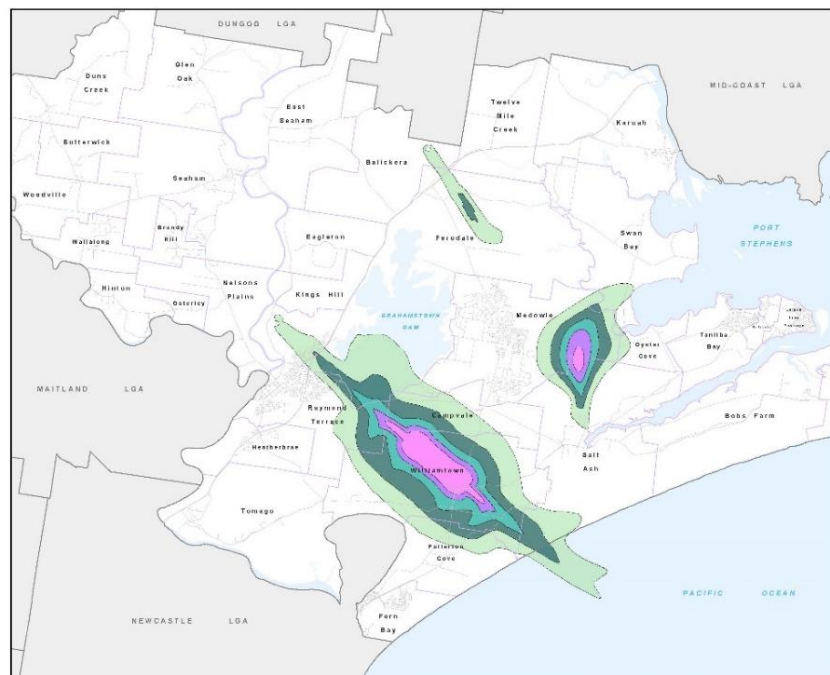 DUNGOG LGA
Glen
Oak
Duns
Creek
East
Seaham
Twelve
Mile
Creek
Karuah
MID-COAST LGA
Butterwick
Balickera
Seaham
Woodville
Brandy
Hill
Wallalong
Eagleton
Ferodale
Swan
Bay
PORT
STEPHENS
Nelsons
Plains
Hinton
Osterley
Kings Hill
GRAHAMSTOWN
DAM
Medowie
Oyster
Cove
Tanilba
Bay
MAITLAND LGA
Raymond
Terrace
Campvale
Bobs Farm
Heatherbrae
Williamtown
Salt
Ash
Tomago
Fullerton
Cove
PACIFIC OCEAN
NEWCASTLE LGA
Fern
Bay